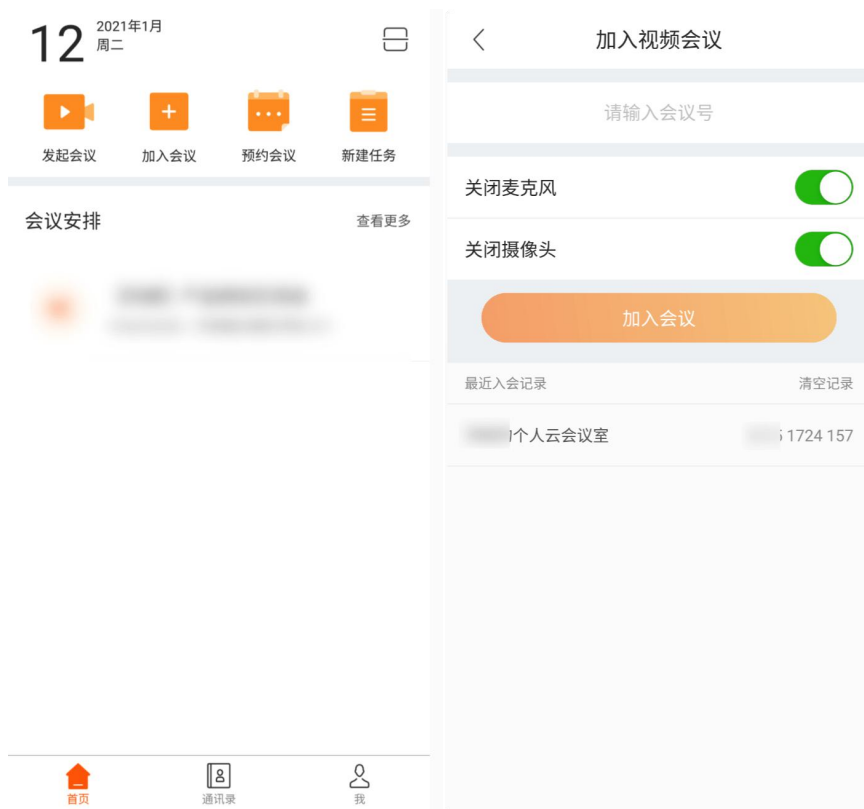 12
2021年1月
周二
发起会议 加入会议 预约会议 新建任务
会议安排 查看更多
首页 通讯录 我
加入视频会议
请输入会议号
关闭麦克风
关闭摄像头
加入会议
最近入会记录 清空记录
个人云会议室 1724 157